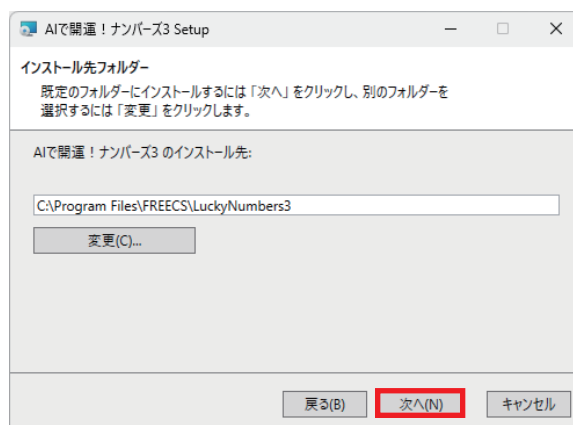 AIで開運！ナンバーズ3 Setup
インストール先フォルダー
既定のフォルダーにインストールするには「次へ」をクリックし、別のフォルダーを
選択するには「変更」をクリックします。
AIで開運！ナンバーズ3 のインストール先:
C:\Program Files\FREECS\LuckyNumbers3
変更(C)...
戻る(B) 次へ(N) キャンセル